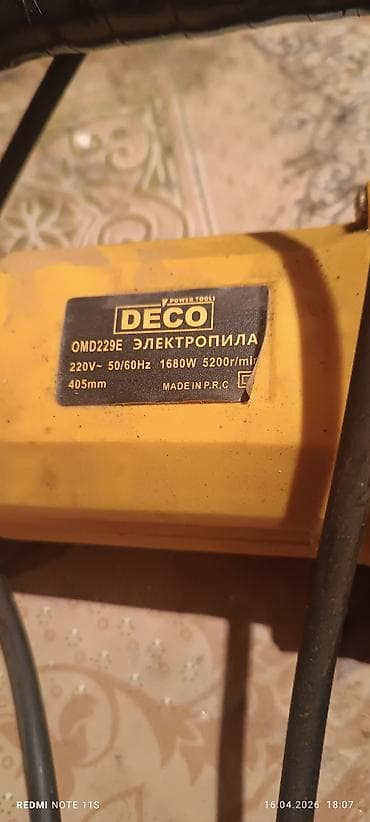 POWER TOOLS
DECO
OMD229E ЭЛЕКТРОПИЛА
220V~ 50/60Hz 1680W 5200r/mir
405mm MADE IN P.R.C
REDMI NOTE 11S 16.04.2026 18:07